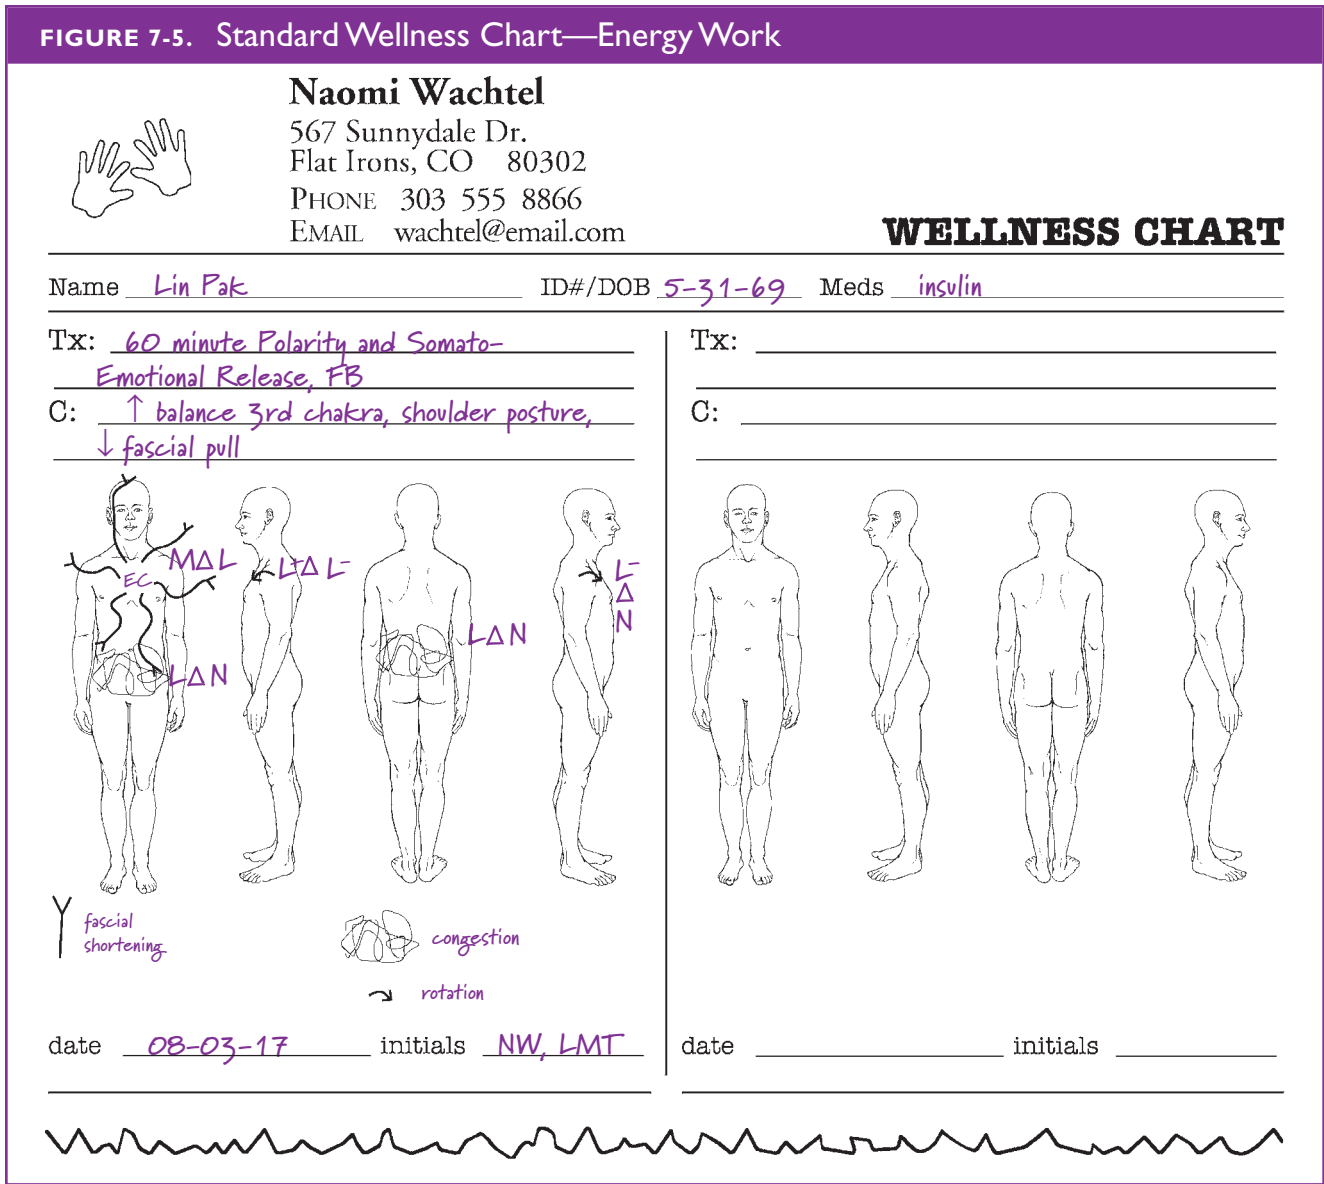 FIGURE 7-5. Standard Wellness Chart—Energy Work
Naomi Wachtel
567 Sunnydale Dr.
Flat Irons, CO 80302
PHONE 303 555 8866
EMAIL wachtel@email.com
WELLNESS CHART
Name Lin Pak ID#/DOB 5-31-69 Meds insulin
Tx: 60 minute Polarity and Somato-
Emotional Release, FB
C: ↑ balance 3rd chakra, shoulder posture,
↓ fascial pull
M∆L
EC
L∆N
L+∆ L-
L∆N
L-
∆
N
fascial
shortening
congestion
rotation
date 08-03-17 initials NW, LMT
Tx:
C:
date initials